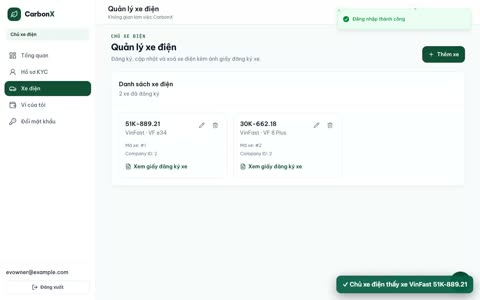 CarbonX
Chủ xe điện
Tổng quan
Hồ sơ KYC
Xe điện
Ví của tôi
Đổi mật khẩu
evowner@example.com
Đăng xuất
Quản lý xe điện
Không gian làm việc CarbonX
Đăng nhập thành công
CHỦ XE ĐIỆN
Quản lý xe điện
Đăng ký, cập nhật và xoá xe điện kèm ảnh giấy đăng ký xe.
+ Thêm xe
Danh sách xe điện
2 xe đã đăng ký
51K-889.21
VinFast · VF e34
Mã xe: #1
Company ID: 2
Xem giấy đăng ký xe
30K-662.18
VinFast · VF 8 Plus
Mã xe: #2
Company ID: 2
Xem giấy đăng ký xe
✓ Chủ xe điện thấy xe VinFast 51K-889.21